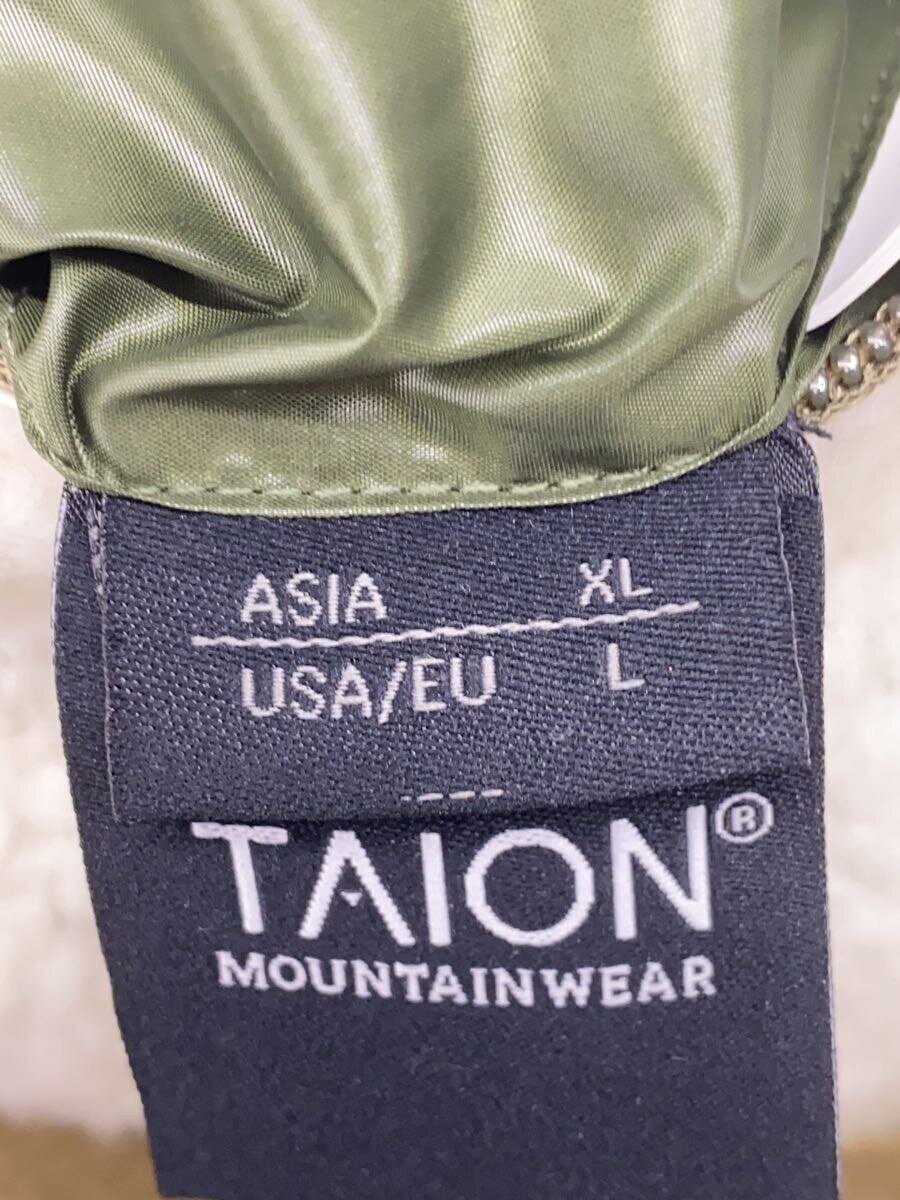 ASIA XL
USA/EU L
TAION®
MOUNTAINWEAR